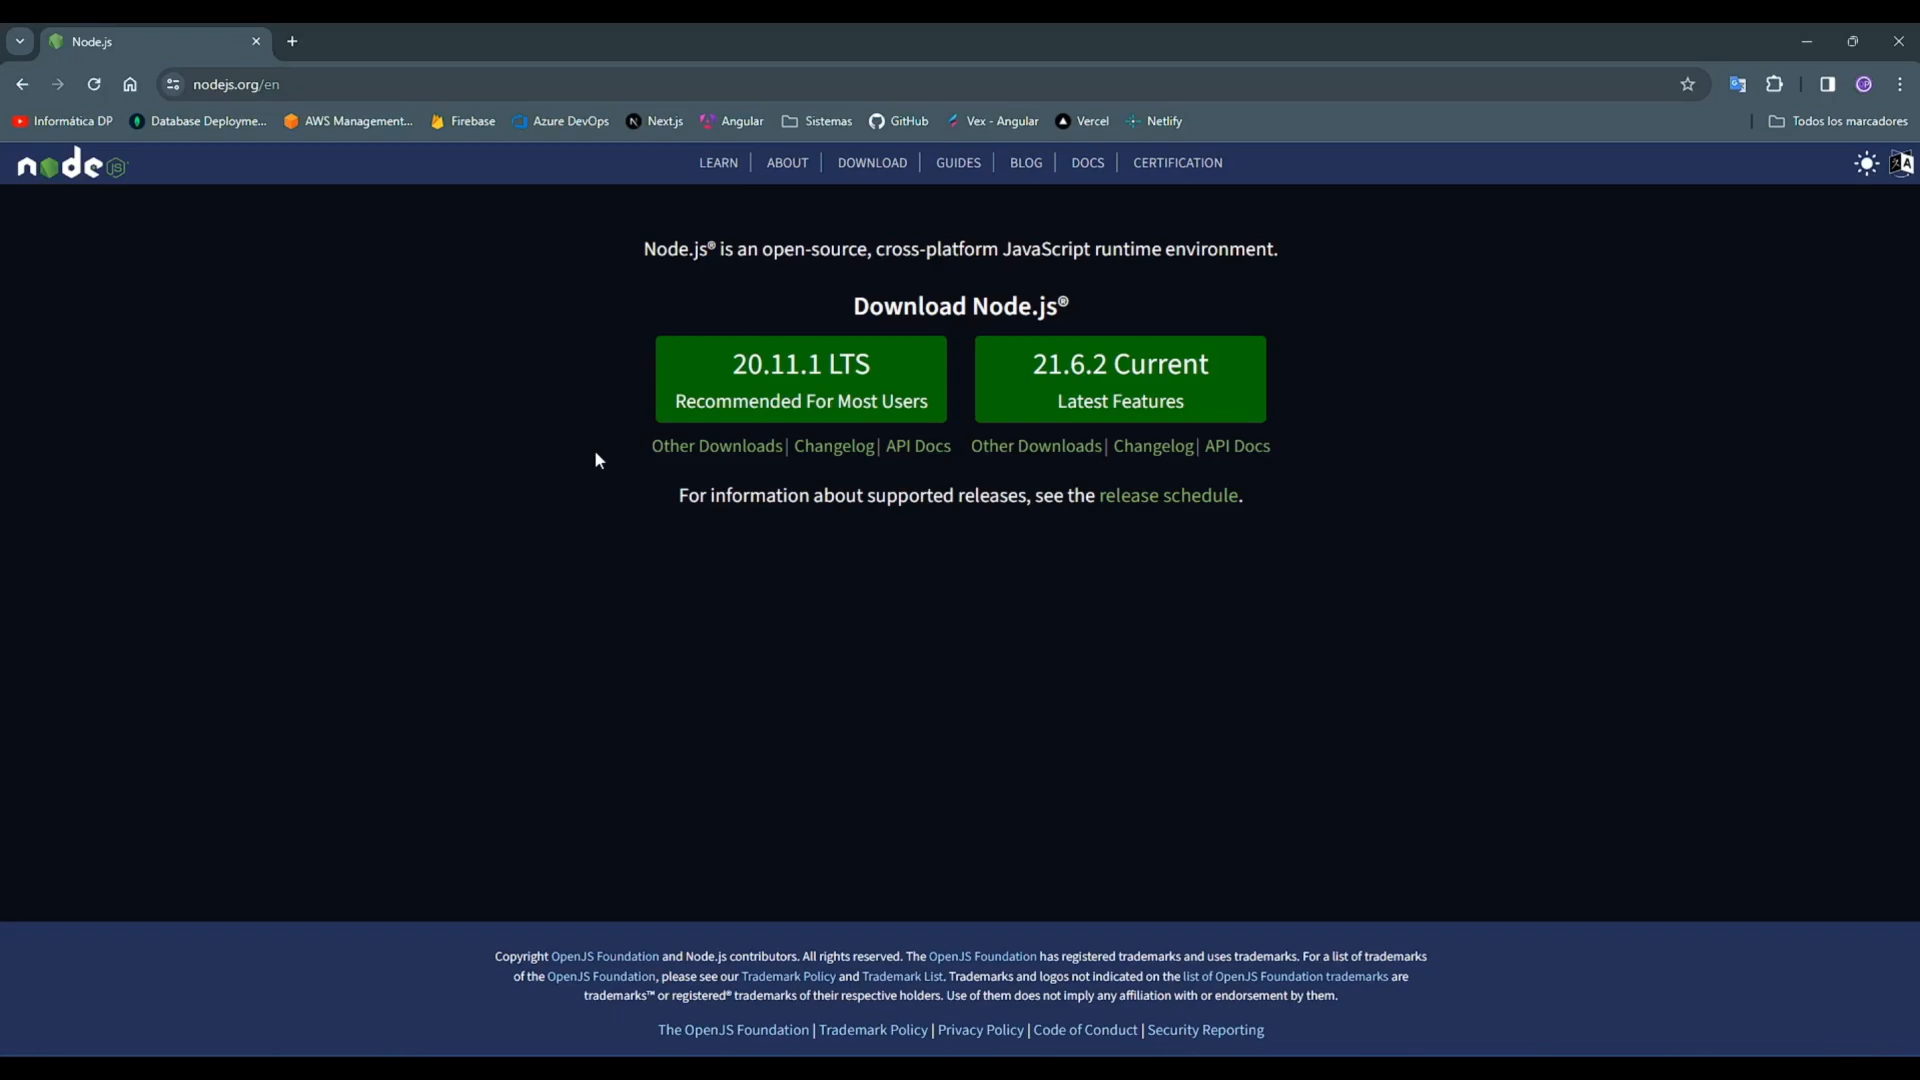 Node.js
nodejs.org/en
Informática DP
Database Deployme...
AWS Management...
Firebase
Azure DevOps
Next.js
Angular
Sistemas
GitHub
Vex - Angular
Vercel
Netlify
Todos los marcadores
node JS
LEARN | ABOUT | DOWNLOAD | GUIDES | BLOG | DOCS | CERTIFICATION
Node.js® is an open-source, cross-platform JavaScript runtime environment.
Download Node.js®
20.11.1 LTS
Recommended For Most Users
21.6.2 Current
Latest Features
Other Downloads| Changelog| API Docs
Other Downloads| Changelog| API Docs
For information about supported releases, see the release schedule.
Copyright OpenJS Foundation and Node.js contributors. All rights reserved. The OpenJS Foundation has registered trademarks and uses trademarks. For a list of trademarks
of the OpenJS Foundation, please see our Trademark Policy and Trademark List. Trademarks and logos not indicated on the list of OpenJS Foundation trademarks are
trademarks™ or registered® trademarks of their respective holders. Use of them does not imply any affiliation with or endorsement by them.
The OpenJS Foundation | Trademark Policy | Privacy Policy | Code of Conduct | Security Reporting